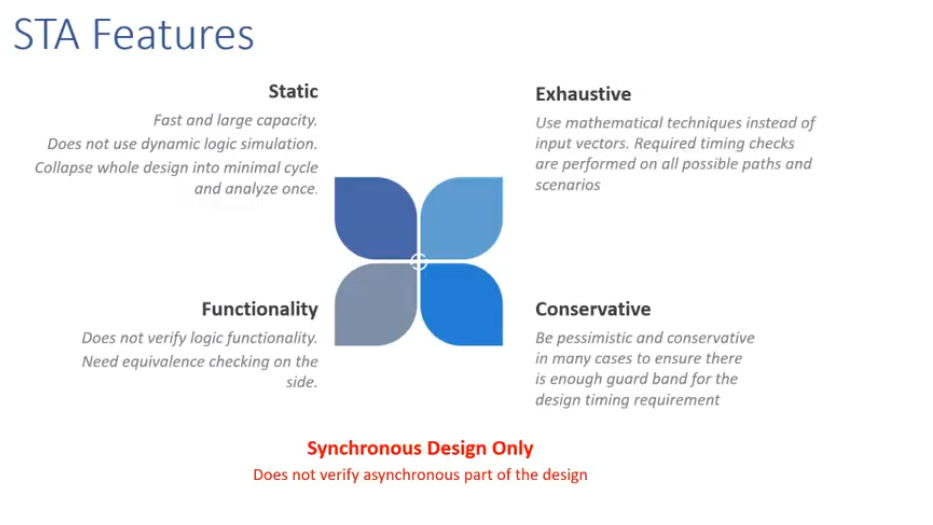 STA Features
Static
Fast and large capacity.
Does not use dynamic logic simulation.
Collapse whole design into minimal cycle
and analyze once.
Exhaustive
Use mathematical techniques instead of
input vectors. Required timing checks
are performed on all possible paths and
scenarios
Functionality
Does not verify logic functionality.
Need equivalence checking on the
side.
Conservative
Be pessimistic and conservative
in many cases to ensure there
is enough guard band for the
design timing requirement
Synchronous Design Only
Does not verify asynchronous part of the design